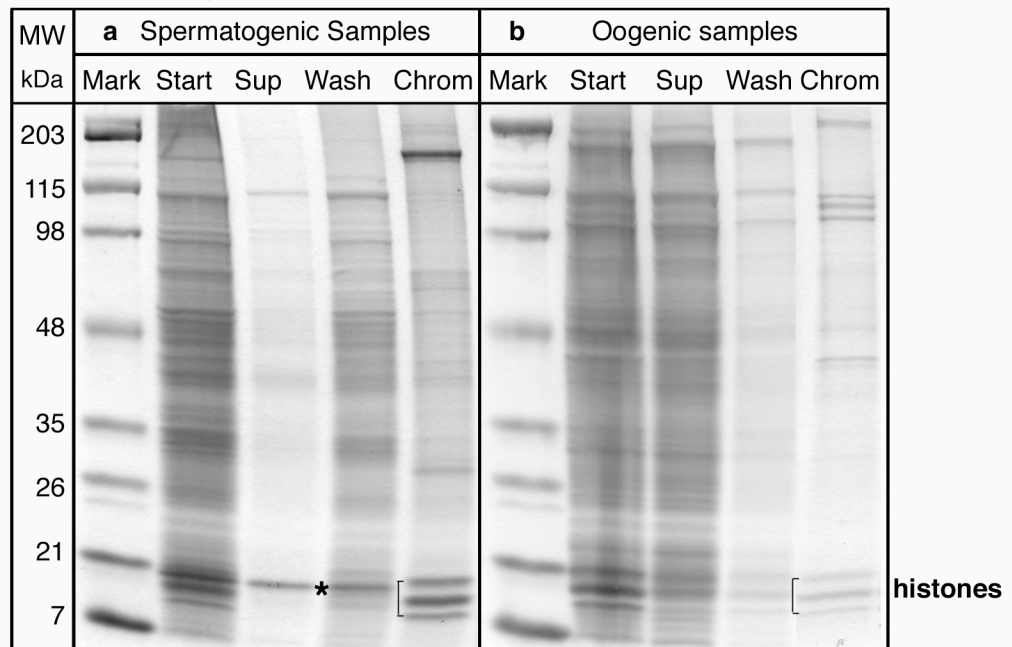 MW
kDa
a Spermatogenic Samples
b Oogenic samples
Mark Start Sup Wash Chrom
Mark Start Sup Wash Chrom
203
115
98
48
35
26
21
7
*
histones